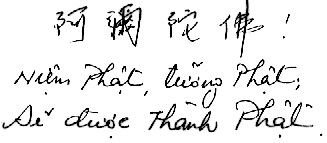 阿彌陀佛!
Niệm Phật, tưởng Phật;
Sẽ được Thành Phật.